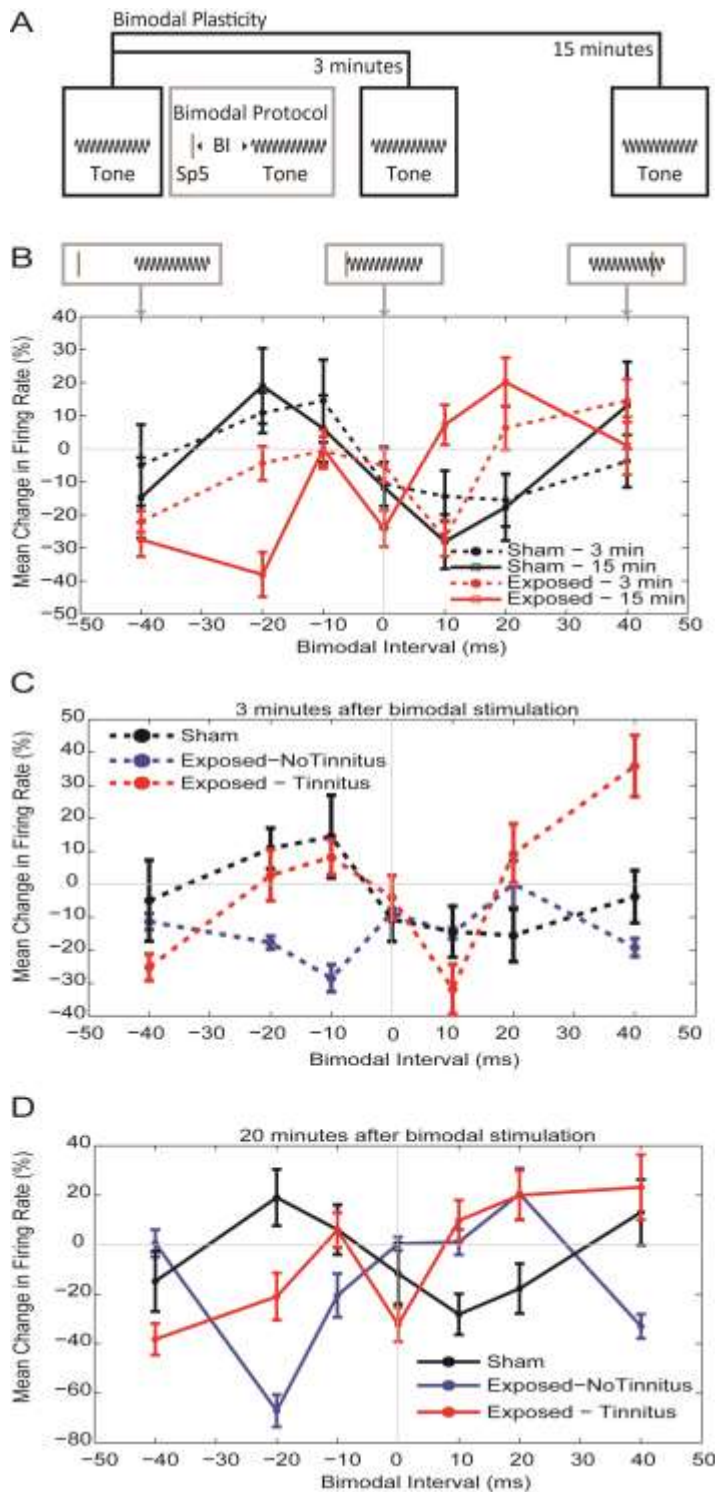 A
Bimodal Plasticity
15 minutes
3 minutes
Bimodal Protocol
BI
Tone
Sp5
Tone
Tone
Tone
B
40
30
20
10
0
−10
−20
−30
−40
−50
Mean Change in Firing Rate (%)
Sham − 3 min
Sham − 15 min
Exposed − 3 min
Exposed − 15 min
−50 −40 −30 −20 −10 0 10 20 30 40 50
Bimodal Interval (ms)
C
3 minutes after bimodal stimulation
50
40
30
20
10
0
−10
−20
−30
−40
Mean Change in Firing Rate (%)
Sham
Exposed−NoTinnitus
Exposed − Tinnitus
−50 −40 −30 −20 −10 0 10 20 30 40 50
Bimodal Interval (ms)
D
20 minutes after bimodal stimulation
40
20
0
−20
−40
−60
−80
Mean Change in Firing Rate (%)
Sham
Exposed−NoTinnitus
Exposed − Tinnitus
−50 −40 −30 −20 −10 0 10 20 30 40 50
Bimodal Interval (ms)